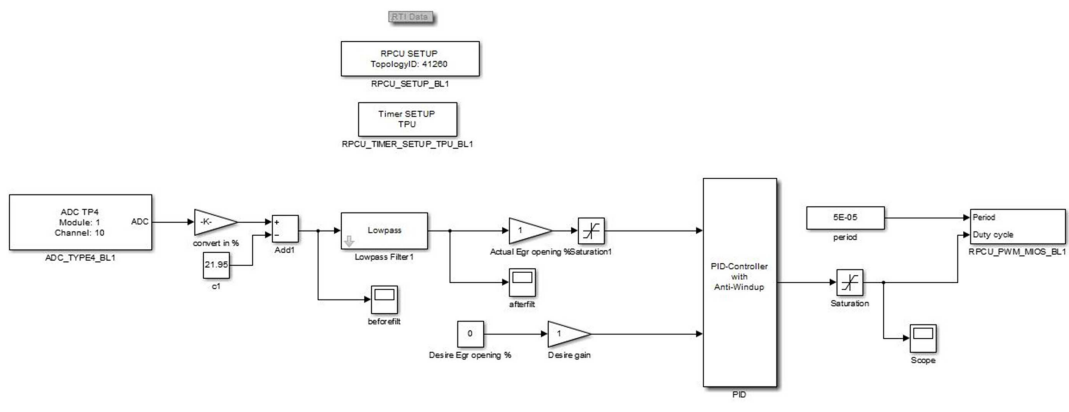 RTI Data
RPCU SETUP
TopologyID: 41260
RPCU_SETUP_BL1
Timer SETUP
TPU
RPCU_TIMER_SETUP_TPU_BL1
ADC TP4
Module: 1
Channel: 10
ADC
ADC_TYPE4_BL1
-K-
convert in %
21.95
c1
+
−
Add1
Lowpass
Lowpass Filter1
beforefilt
1
Actual Egr opening %
Saturation1
afterfilt
0
Desire Egr opening %
1
Desire gain
PID-Controller
with
Anti-Windup
PID
5E-05
period
Saturation
Scope
Period
Duty cycle
RPCU_PWM_MIOS_BL1